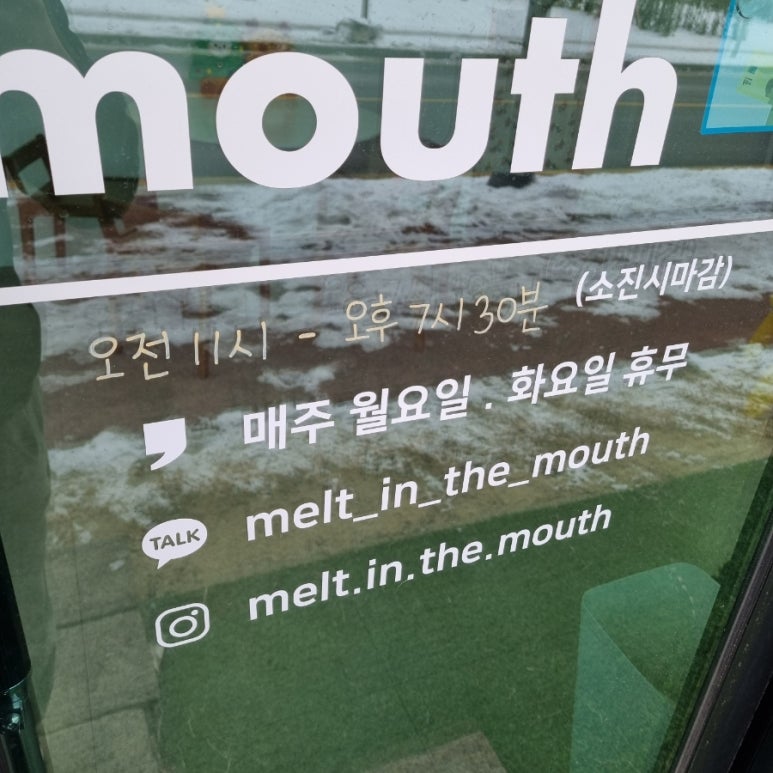 mouth
오전 11시 - 오후 7시 30분 (소진시마감)
매주 월요일 . 화요일 휴무
TALK melt_in_the_mouth
melt.in.the.mouth